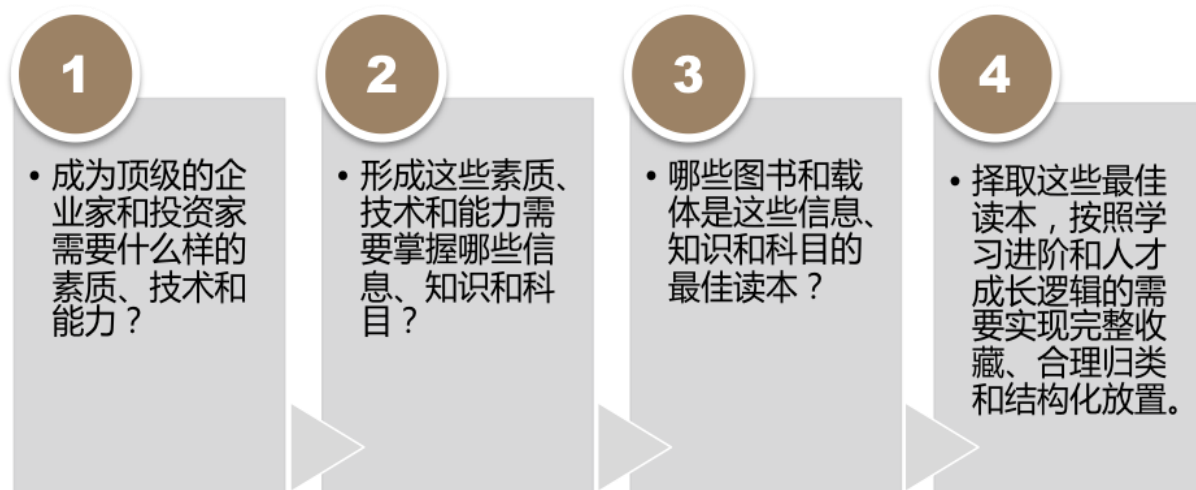 1
• 成为顶级的企
业家和投资家
需要什么样的
素质、技术和
能力？
2
• 形成这些素质、
技术和能力需
要掌握哪些信
息、知识和科
目？
3
• 哪些图书和载
体是这些信息、
知识和科目的
最佳读本？
4
• 择取这些最佳
读本，按照学
习进阶和人才
成长逻辑的需
要实现完整收
藏、合理归类
和结构化放置。